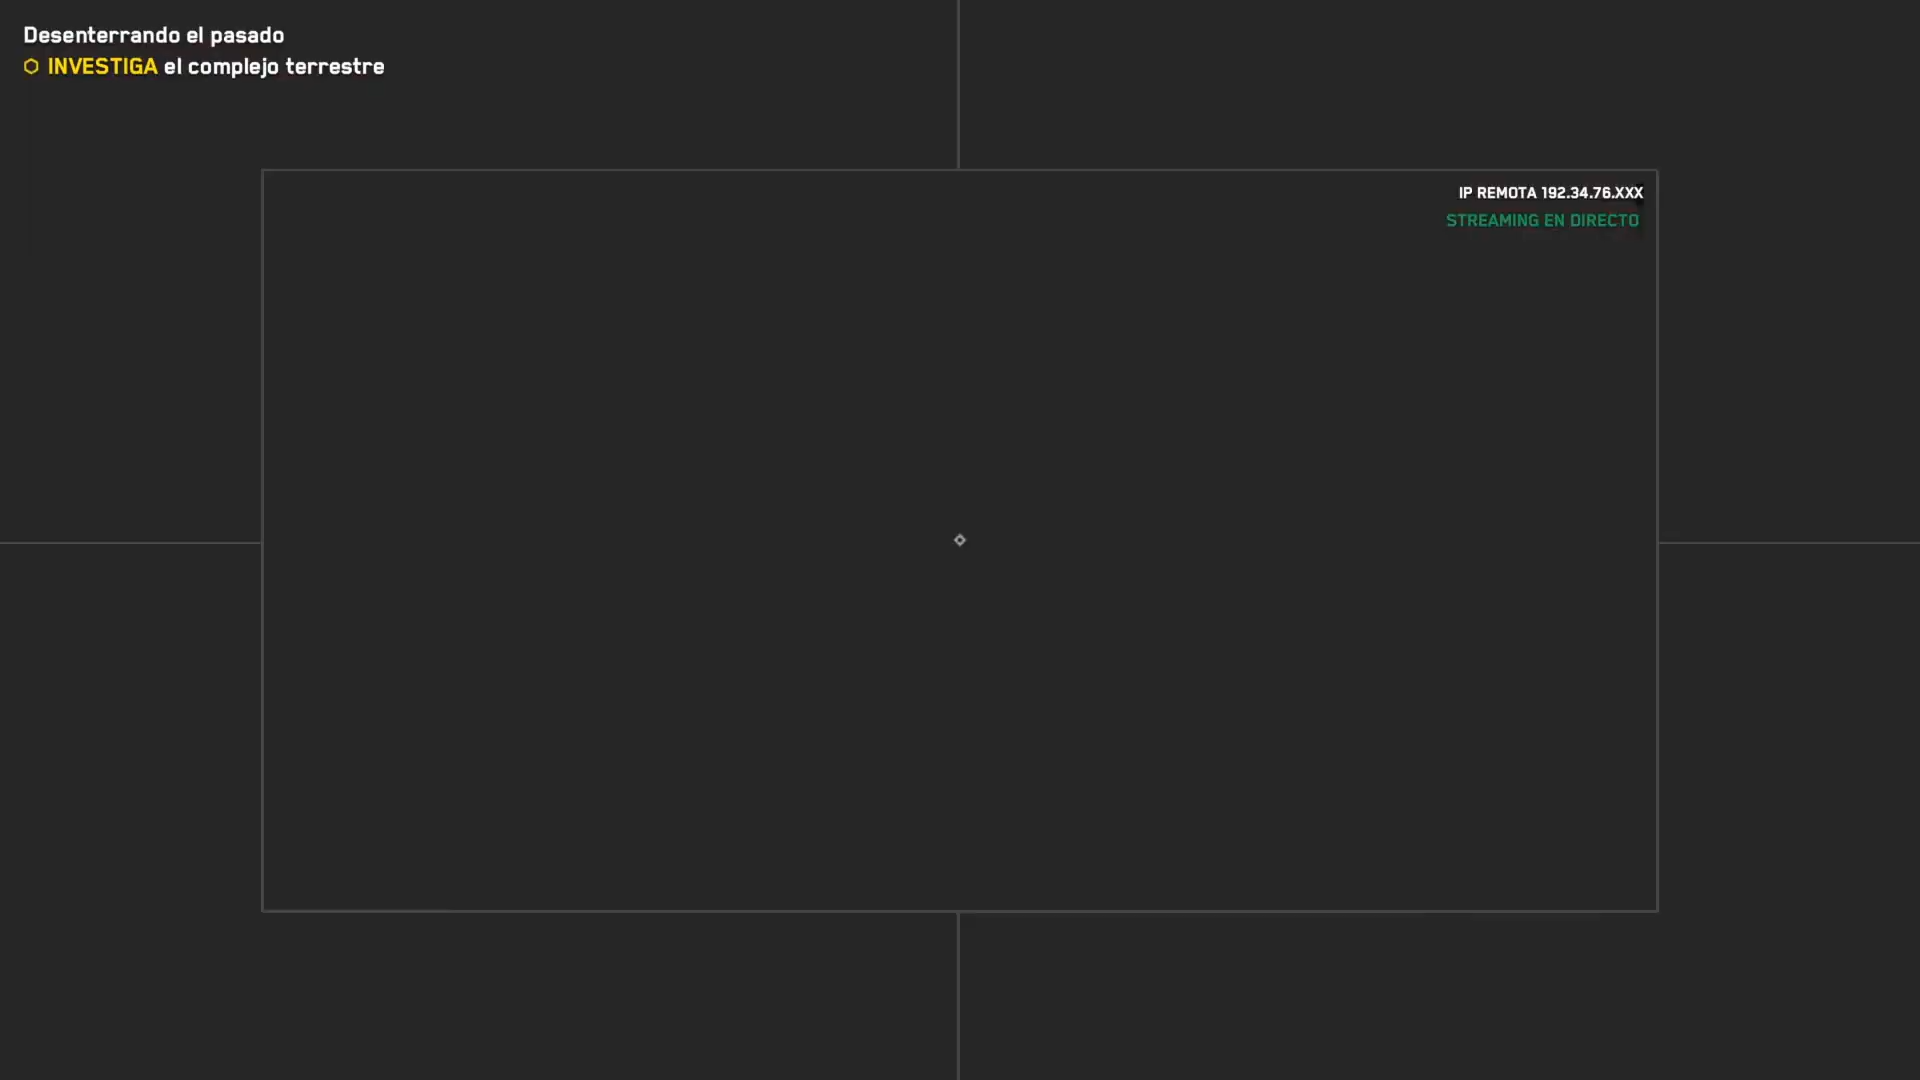 Desenterrando el pasado
INVESTIGA el complejo terrestre
IP REMOTA 192.34.76.XXX
STREAMING EN DIRECTO